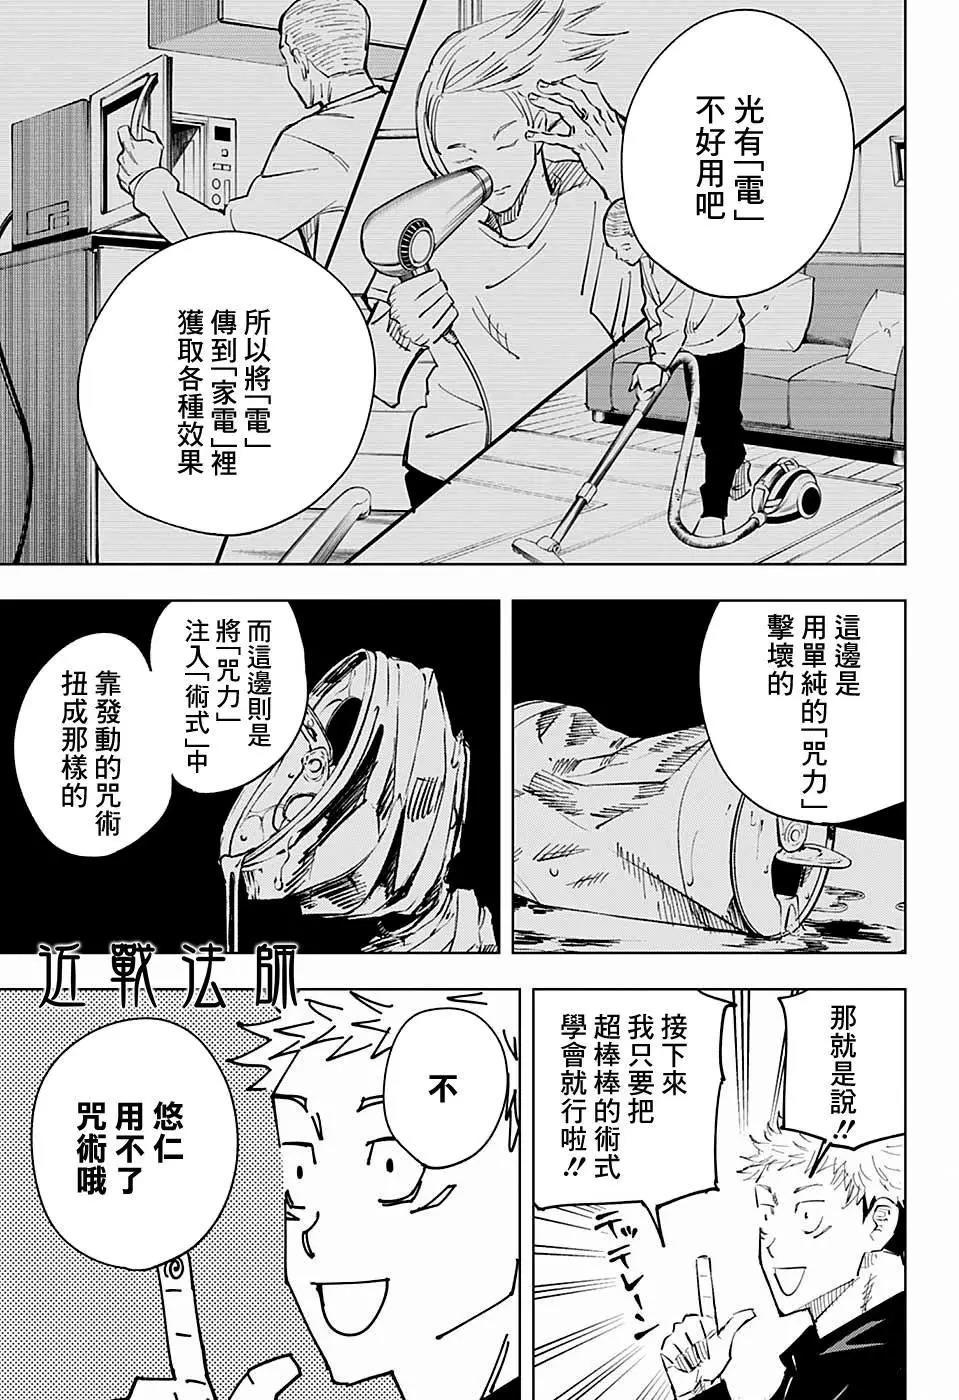 光有「電」
不好用吧
所以將「電」
傳到「家電」裡
獲取各種效果
這邊是
用單純的「咒力」
擊壞的
而這邊則是
將「咒力」
注入「術式」中
靠發動的咒術
扭成那樣的
那就是說!!
接下來
我只要把
超棒棒的術式
學會就行啦!!
テッテレー!
不
悠仁
用不了
咒術哦
近戰法師